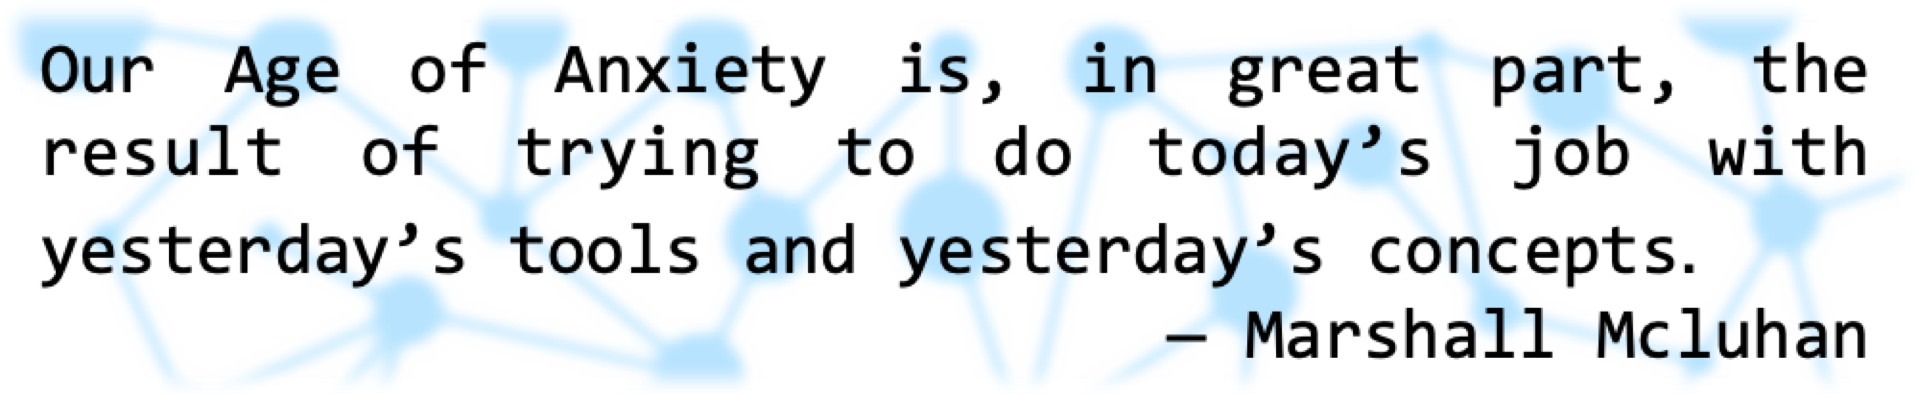 Our Age of Anxiety is, in great part, the
result of trying to do today’s job with
yesterday’s tools and yesterday’s concepts.
— Marshall Mcluhan